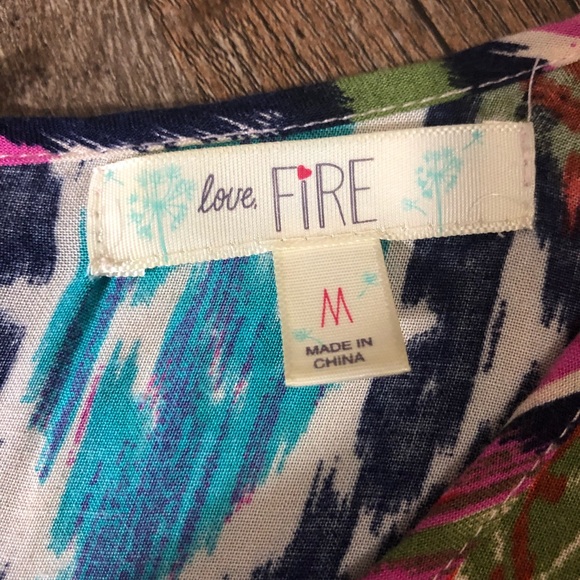 love, FiRE
M
MADE IN
CHINA